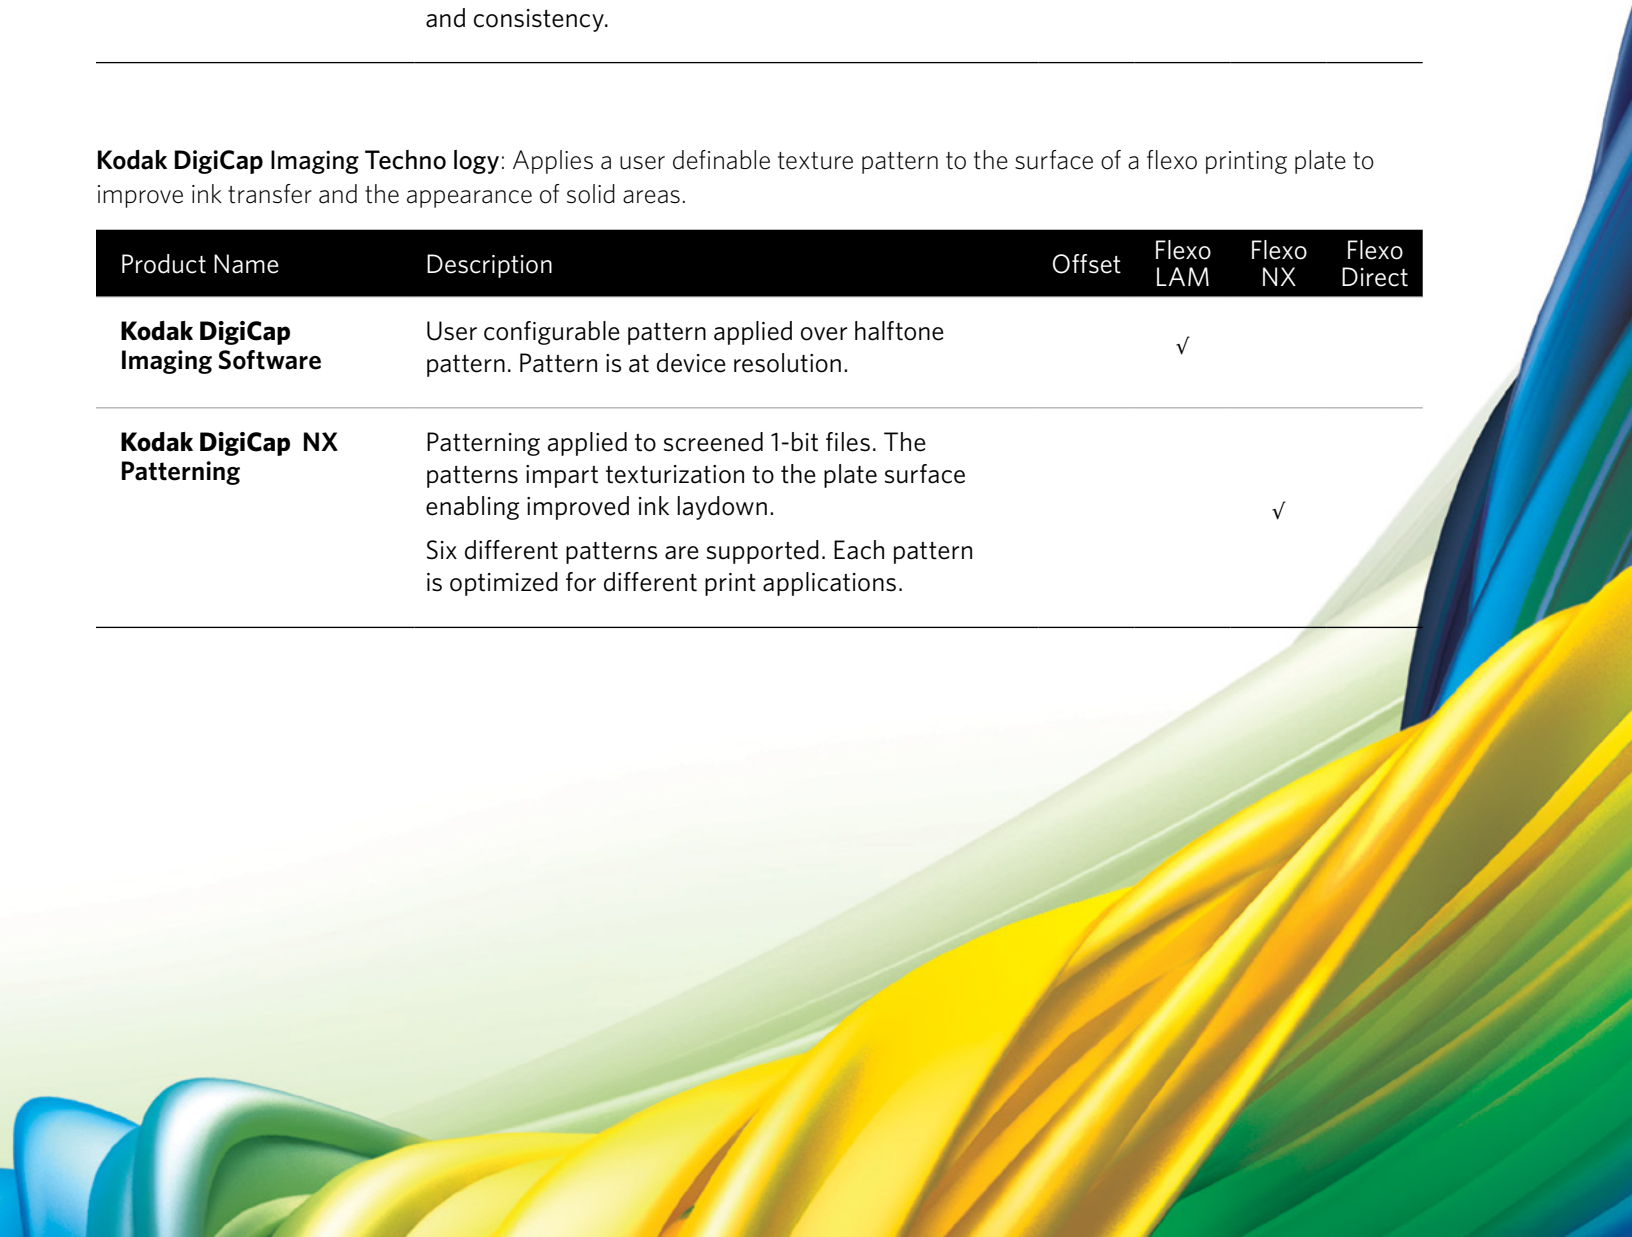 and consistency.
Kodak DigiCap Imaging Techno logy: Applies a user definable texture pattern to the surface of a flexo printing plate to
improve ink transfer and the appearance of solid areas.
Product Name Description Offset Flexo LAM Flexo NX Flexo Direct
Kodak DigiCap
Imaging Software
User configurable pattern applied over halftone
pattern. Pattern is at device resolution.
√
Kodak DigiCap NX
Patterning
Patterning applied to screened 1-bit files. The
patterns impart texturization to the plate surface
enabling improved ink laydown.
Six different patterns are supported. Each pattern
is optimized for different print applications.
√